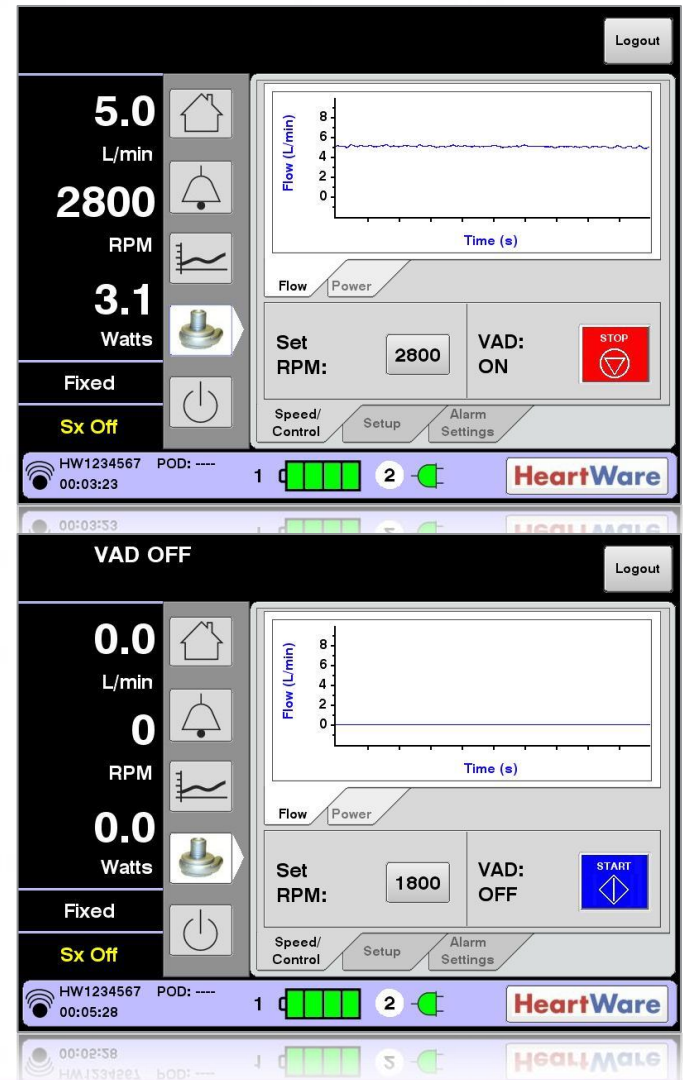 Logout
5.0
L/min
2800
RPM
3.1
Watts
Fixed
Sx Off
Flow (L/min)
8
6
4
2
0
Time (s)
Flow Power
Set RPM: 2800 VAD: ON STOP
Speed/ Control Setup Alarm Settings
HW1234567 POD: ----
00:03:23
1 2
HeartWare
VAD OFF
Logout
0.0
L/min
0
RPM
0.0
Watts
Fixed
Sx Off
Flow (L/min)
8
6
4
2
0
Time (s)
Flow Power
Set RPM: 1800 VAD: OFF START
Speed/ Control Setup Alarm Settings
HW1234567 POD: ----
00:05:28
1 2
HeartWare